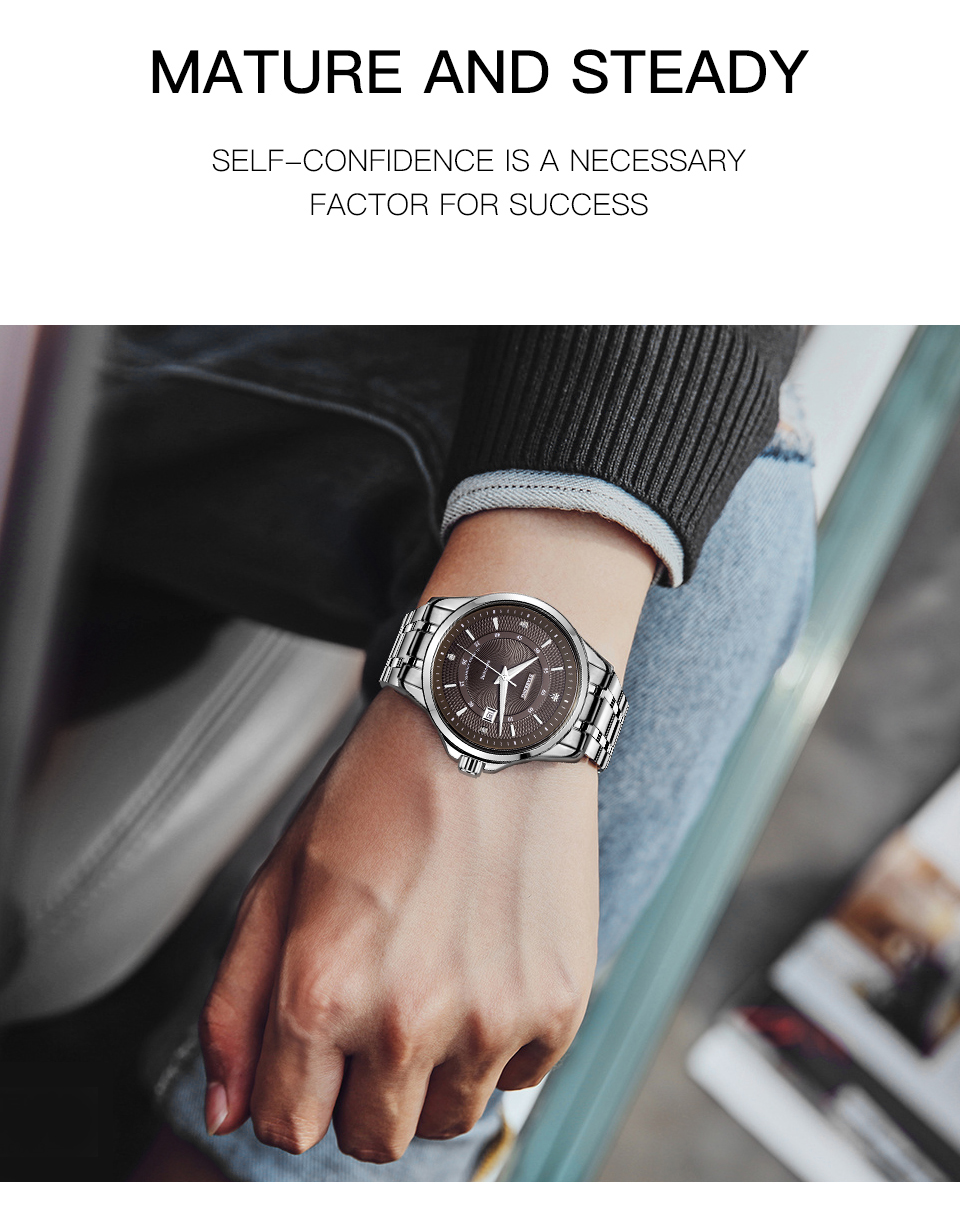 MATURE AND STEADY
SELF-CONFIDENCE IS A NECESSARY
FACTOR FOR SUCCESS